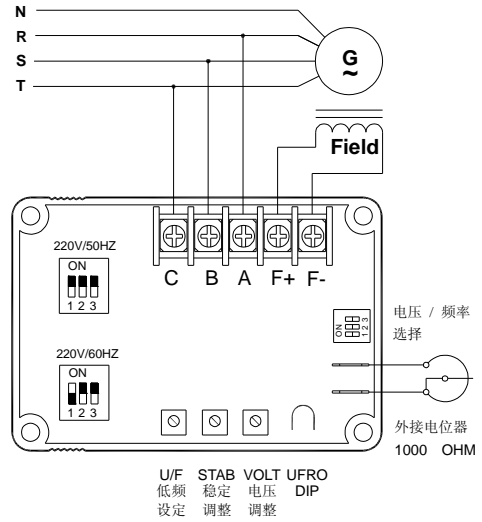 N
R
S
T
G
~
Field
C B A F+ F-
220V/50HZ
ON
1 2 3
220V/60HZ
ON
1 2 3
ON
1 2 3
电压 / 频率
选择
外接电位器
1000 OHM
U/F STAB VOLT UFRO
低频 稳定 电压 DIP
设定 调整 调整